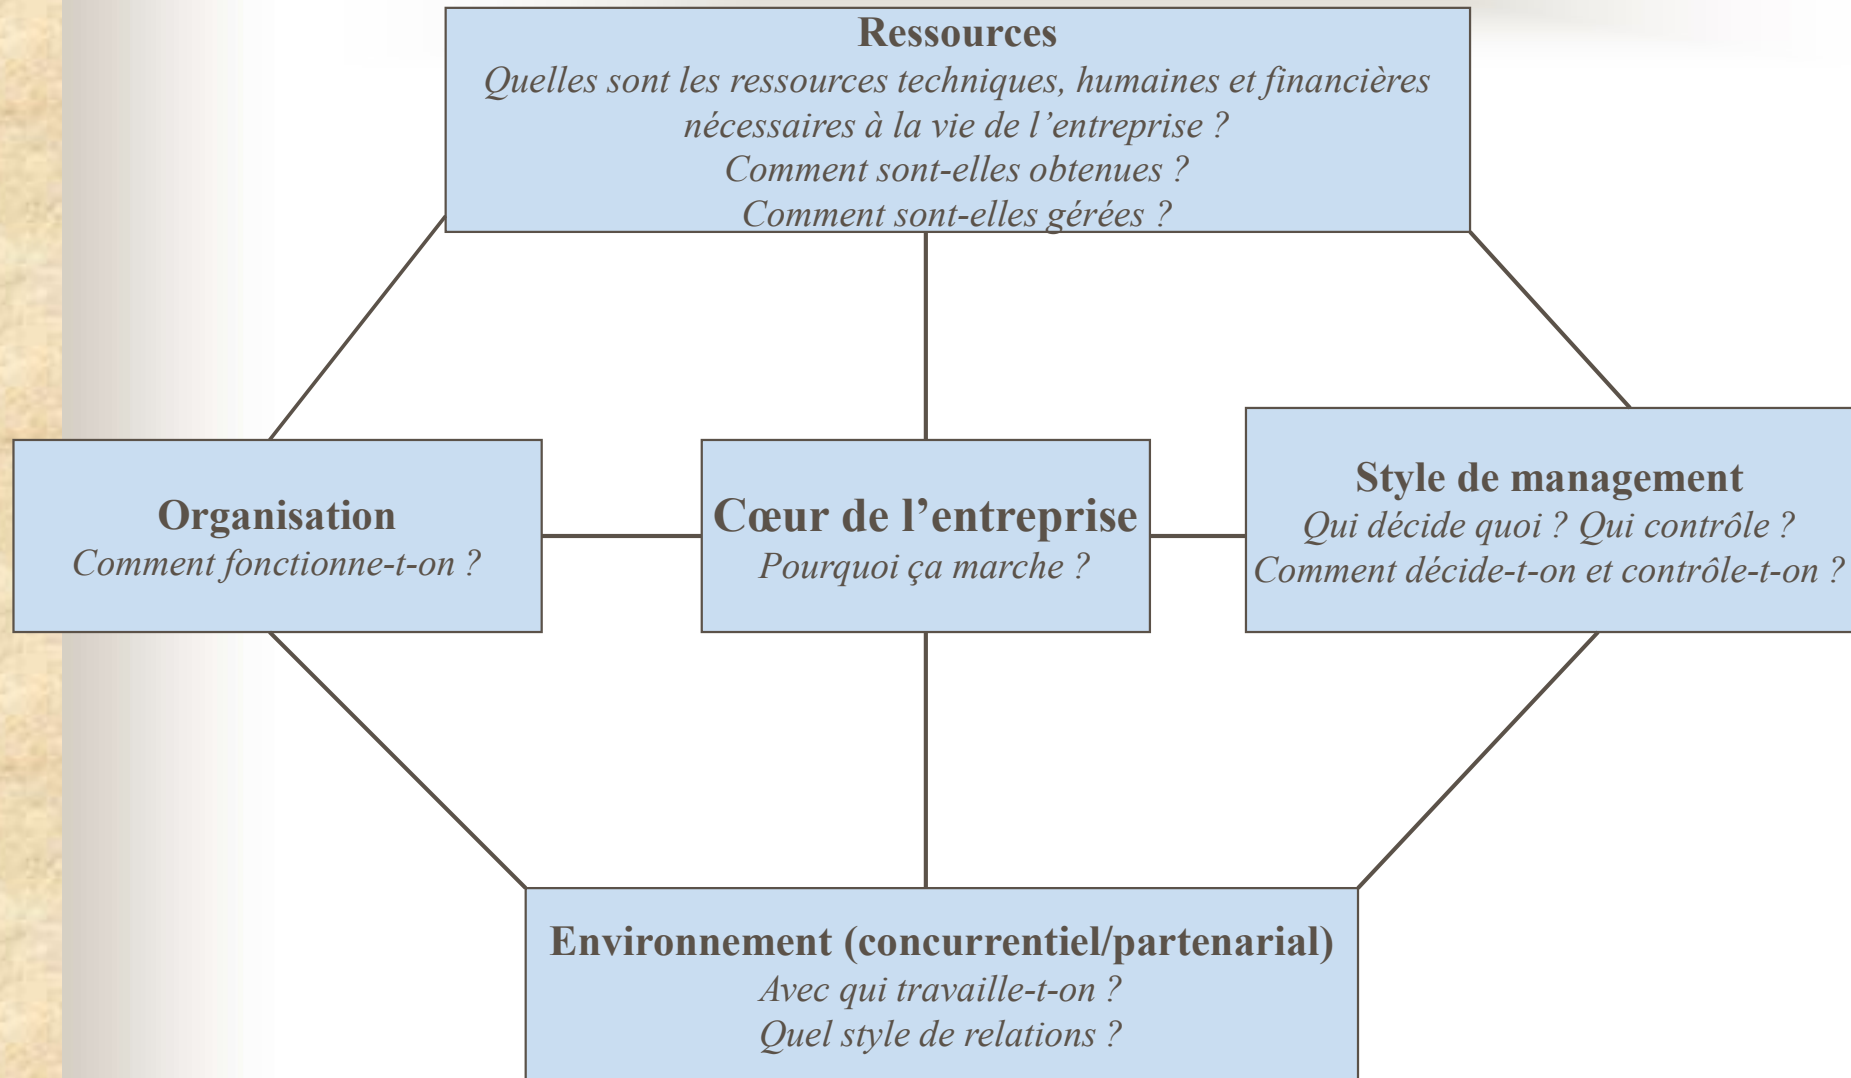 Ressources
Quelles sont les ressources techniques, humaines et financières
nécessaires à la vie de l’entreprise ?
Comment sont-elles obtenues ?
Comment sont-elles gérées ?
Organisation
Comment fonctionne-t-on ?
Cœur de l’entreprise
Pourquoi ça marche ?
Style de management
Qui décide quoi ? Qui contrôle ?
Comment décide-t-on et contrôle-t-on ?
Environnement (concurrentiel/partenarial)
Avec qui travaille-t-on ?
Quel style de relations ?